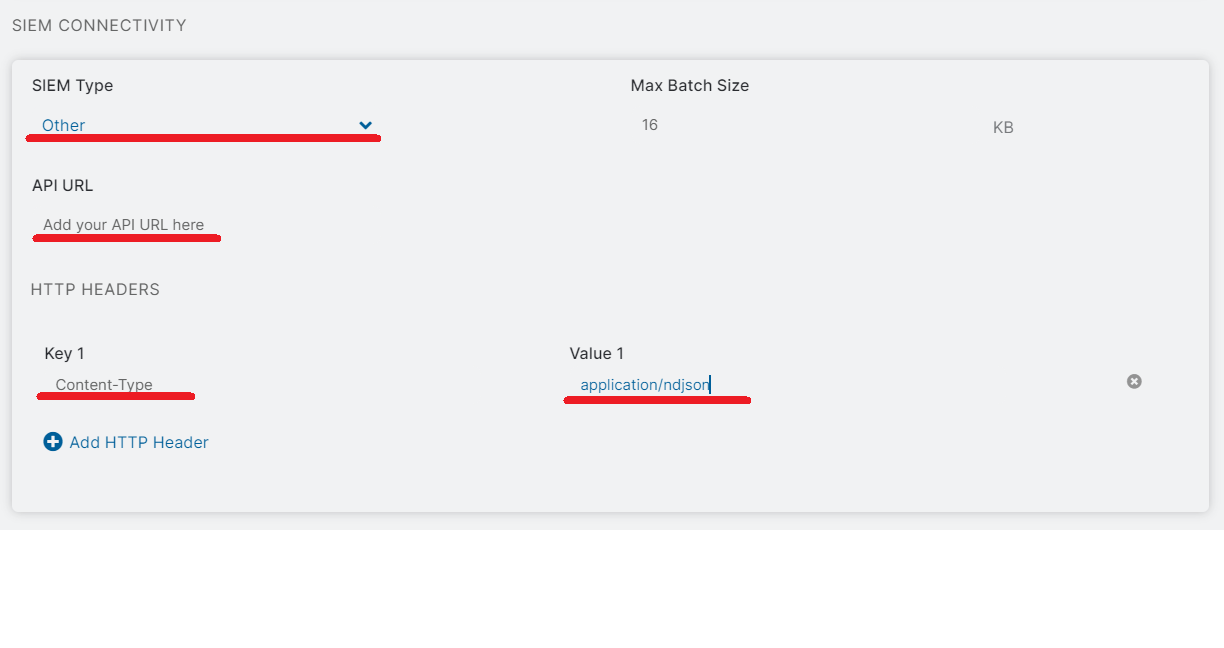 SIEM CONNECTIVITY
SIEM Type
Max Batch Size
Other
16
KB
API URL
Add your API URL here
HTTP HEADERS
Key 1
Value 1
Content-Type
application/ndjson
Add HTTP Header